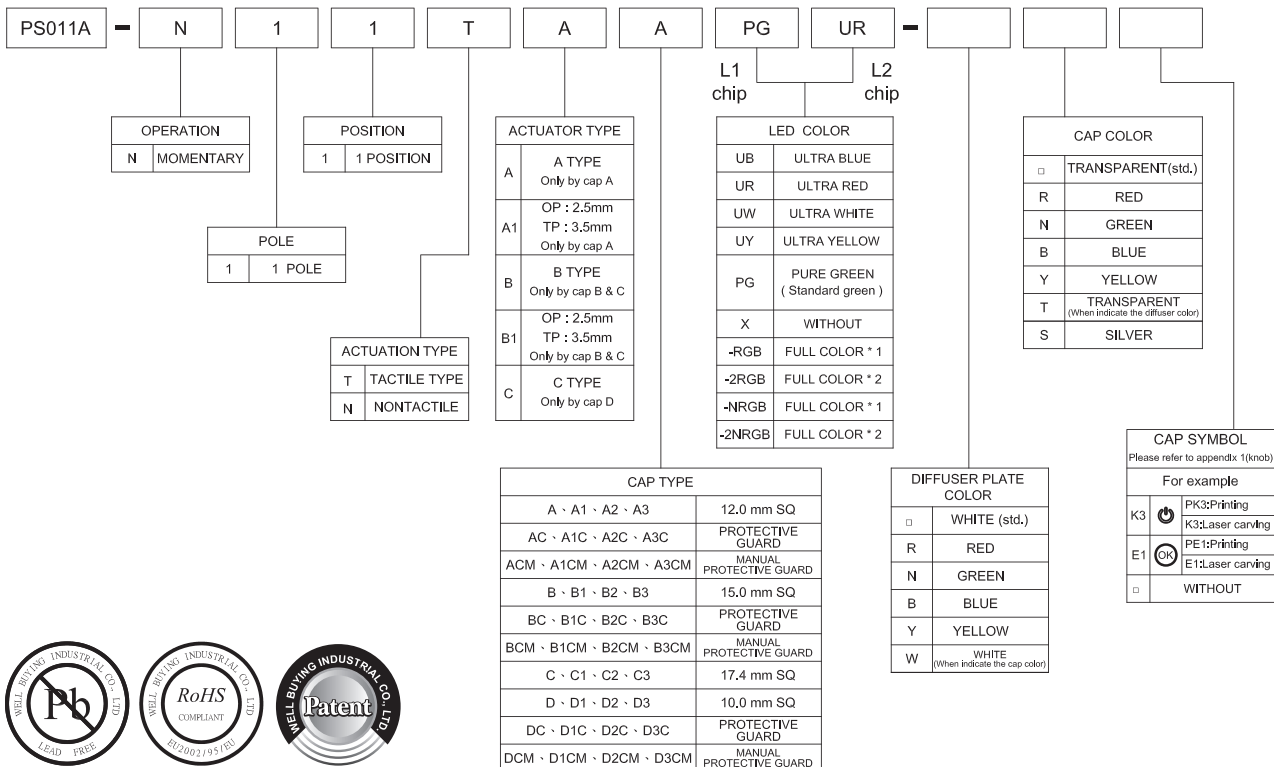 PS011A - N 1 1 T A A PG UR -
L1 chip
L2 chip
OPERATION
N MOMENTARY
POSITION
1 1 POSITION
POLE
1 1 POLE
ACTUATION TYPE
T TACTILE TYPE
N NONTACTILE
ACTUATOR TYPE
A A TYPE
Only by cap A
A1 OP : 2.5mm
TP : 3.5mm
Only by cap A
B B TYPE
Only by cap B & C
B1 OP : 2.5mm
TP : 3.5mm
Only by cap B & C
C C TYPE
Only by cap D
LED COLOR
UB ULTRA BLUE
UR ULTRA RED
UW ULTRA WHITE
UY ULTRA YELLOW
PG PURE GREEN
( Standard green )
X WITHOUT
-RGB FULL COLOR * 1
-2RGB FULL COLOR * 2
-NRGB FULL COLOR * 1
-2NRGB FULL COLOR * 2
CAP COLOR
□ TRANSPARENT(std.)
R RED
N GREEN
B BLUE
Y YELLOW
T TRANSPARENT
(When indicate the diffuser color)
S SILVER
CAP TYPE
A、A1、A2、A3 12.0 mm SQ
AC、A1C、A2C、A3C PROTECTIVE
GUARD
ACM、A1CM、A2CM、A3CM MANUAL
PROTECTIVE GUARD
B、B1、B2、B3 15.0 mm SQ
BC、B1C、B2C、B3C PROTECTIVE
GUARD
BCM、B1CM、B2CM、B3CM MANUAL
PROTECTIVE GUARD
C、C1、C2、C3 17.4 mm SQ
D、D1、D2、D3 10.0 mm SQ
DC、D1C、D2C、D3C PROTECTIVE
GUARD
DCM、D1CM、D2CM、D3CM MANUAL
PROTECTIVE GUARD
DIFFUSER PLATE
COLOR
□ WHITE (std.)
R RED
N GREEN
B BLUE
Y YELLOW
W WHITE
(When indicate the cap color)
CAP SYMBOL
Please refer to appendix 1(knob)
For example
K3 PK3:Printing
K3:Laser carving
E1 OK PE1:Printing
E1:Laser carving
□ WITHOUT
WELL BUYING INDUSTRIAL CO., LTD
Pb
LEAD FREE
WELL BUYING INDUSTRIAL CO., LTD
RoHS
COMPLIANT
EU2002/95/EU
WELL BUYING INDUSTRIAL CO., LTD.
Patent